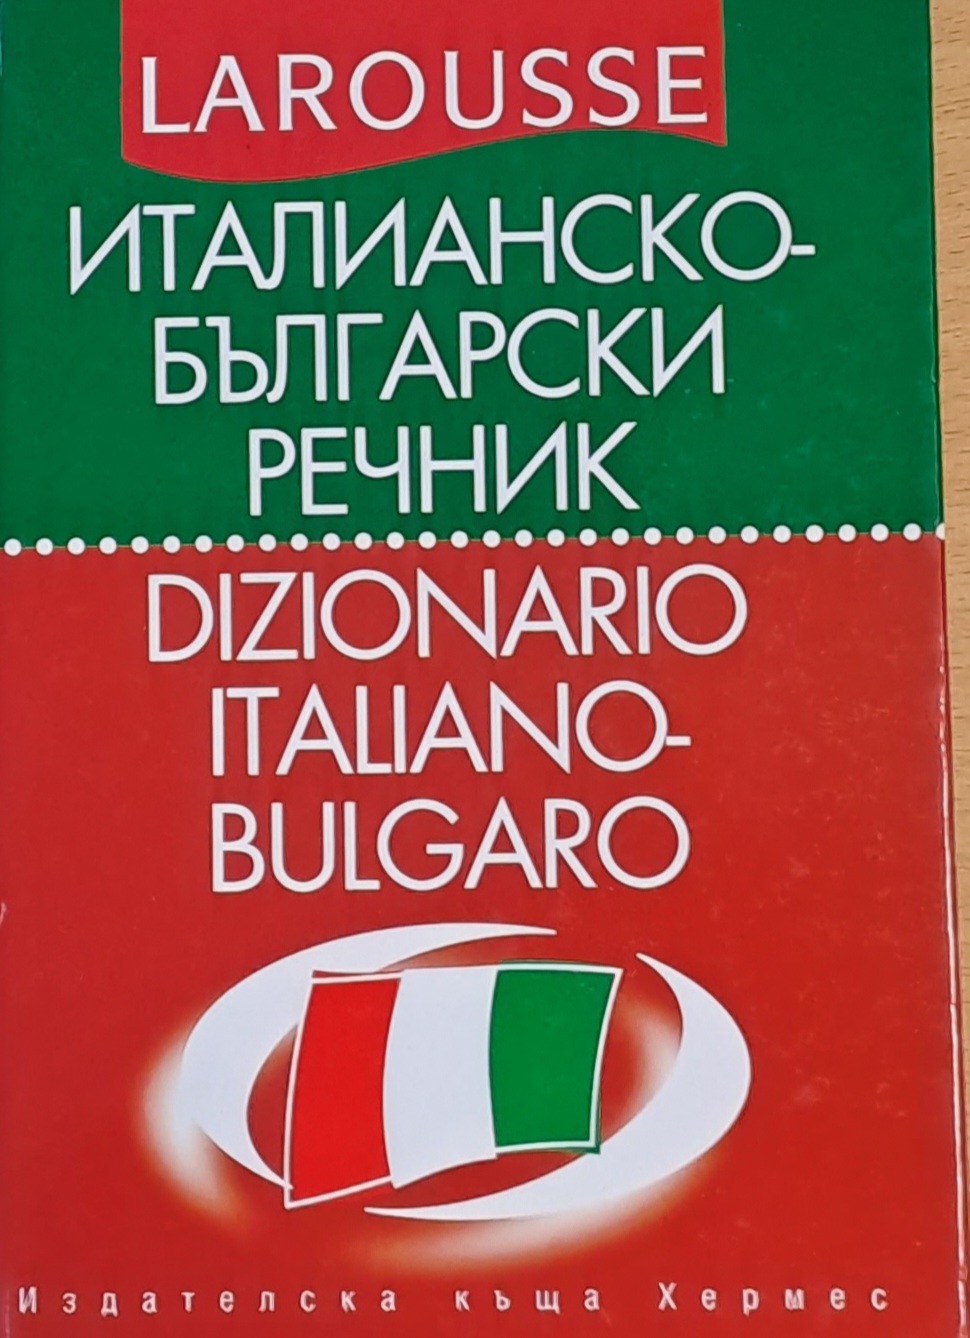 LAROUSSE
ИТАЛИАНСКО-
БЪЛГАРСКИ
РЕЧНИК
DIZIONARIO
ITALIANO-
BULGARO
Издателска къща Хермес